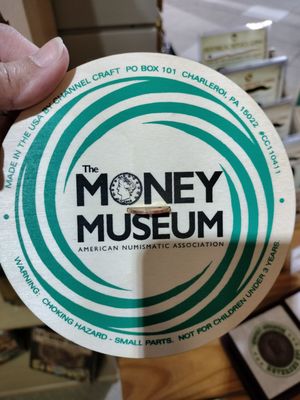 MADE IN THE USA BY CHANNEL CRAFT PO BOX 101 CHARLEROI, PA 15022 #CC110411
The
MONEY
MUSEUM
AMERICAN NUMISMATIC ASSOCIATION
WARNING: CHOKING HAZARD - SMALL PARTS. NOT FOR CHILDREN UNDER 3 YEARS